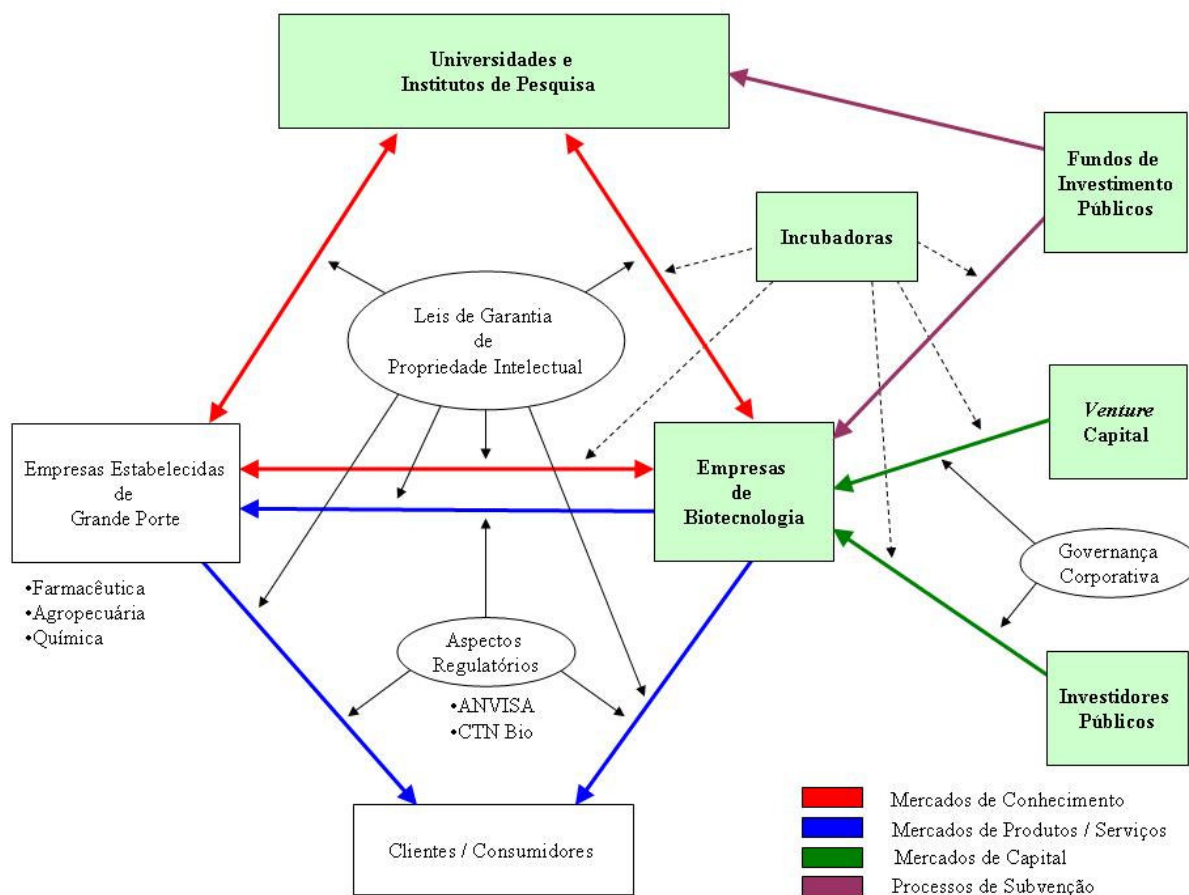 Universidades e
Institutos de Pesquisa
Fundos de
Investimento
Públicos
Incubadoras
Leis de Garantia
de
Propriedade Intelectual
Venture
Capital
Empresas Estabelecidas
de
Grande Porte
Empresas
de
Biotecnologia
Governança
Corporativa
•Farmacêutica
•Agropecuária
•Química
Aspectos
Regulatórios
•ANVISA
•CTN Bio
Investidores
Públicos
Clientes / Consumidores
Mercados de Conhecimento
Mercados de Produtos / Serviços
Mercados de Capital
Processos de Subvenção